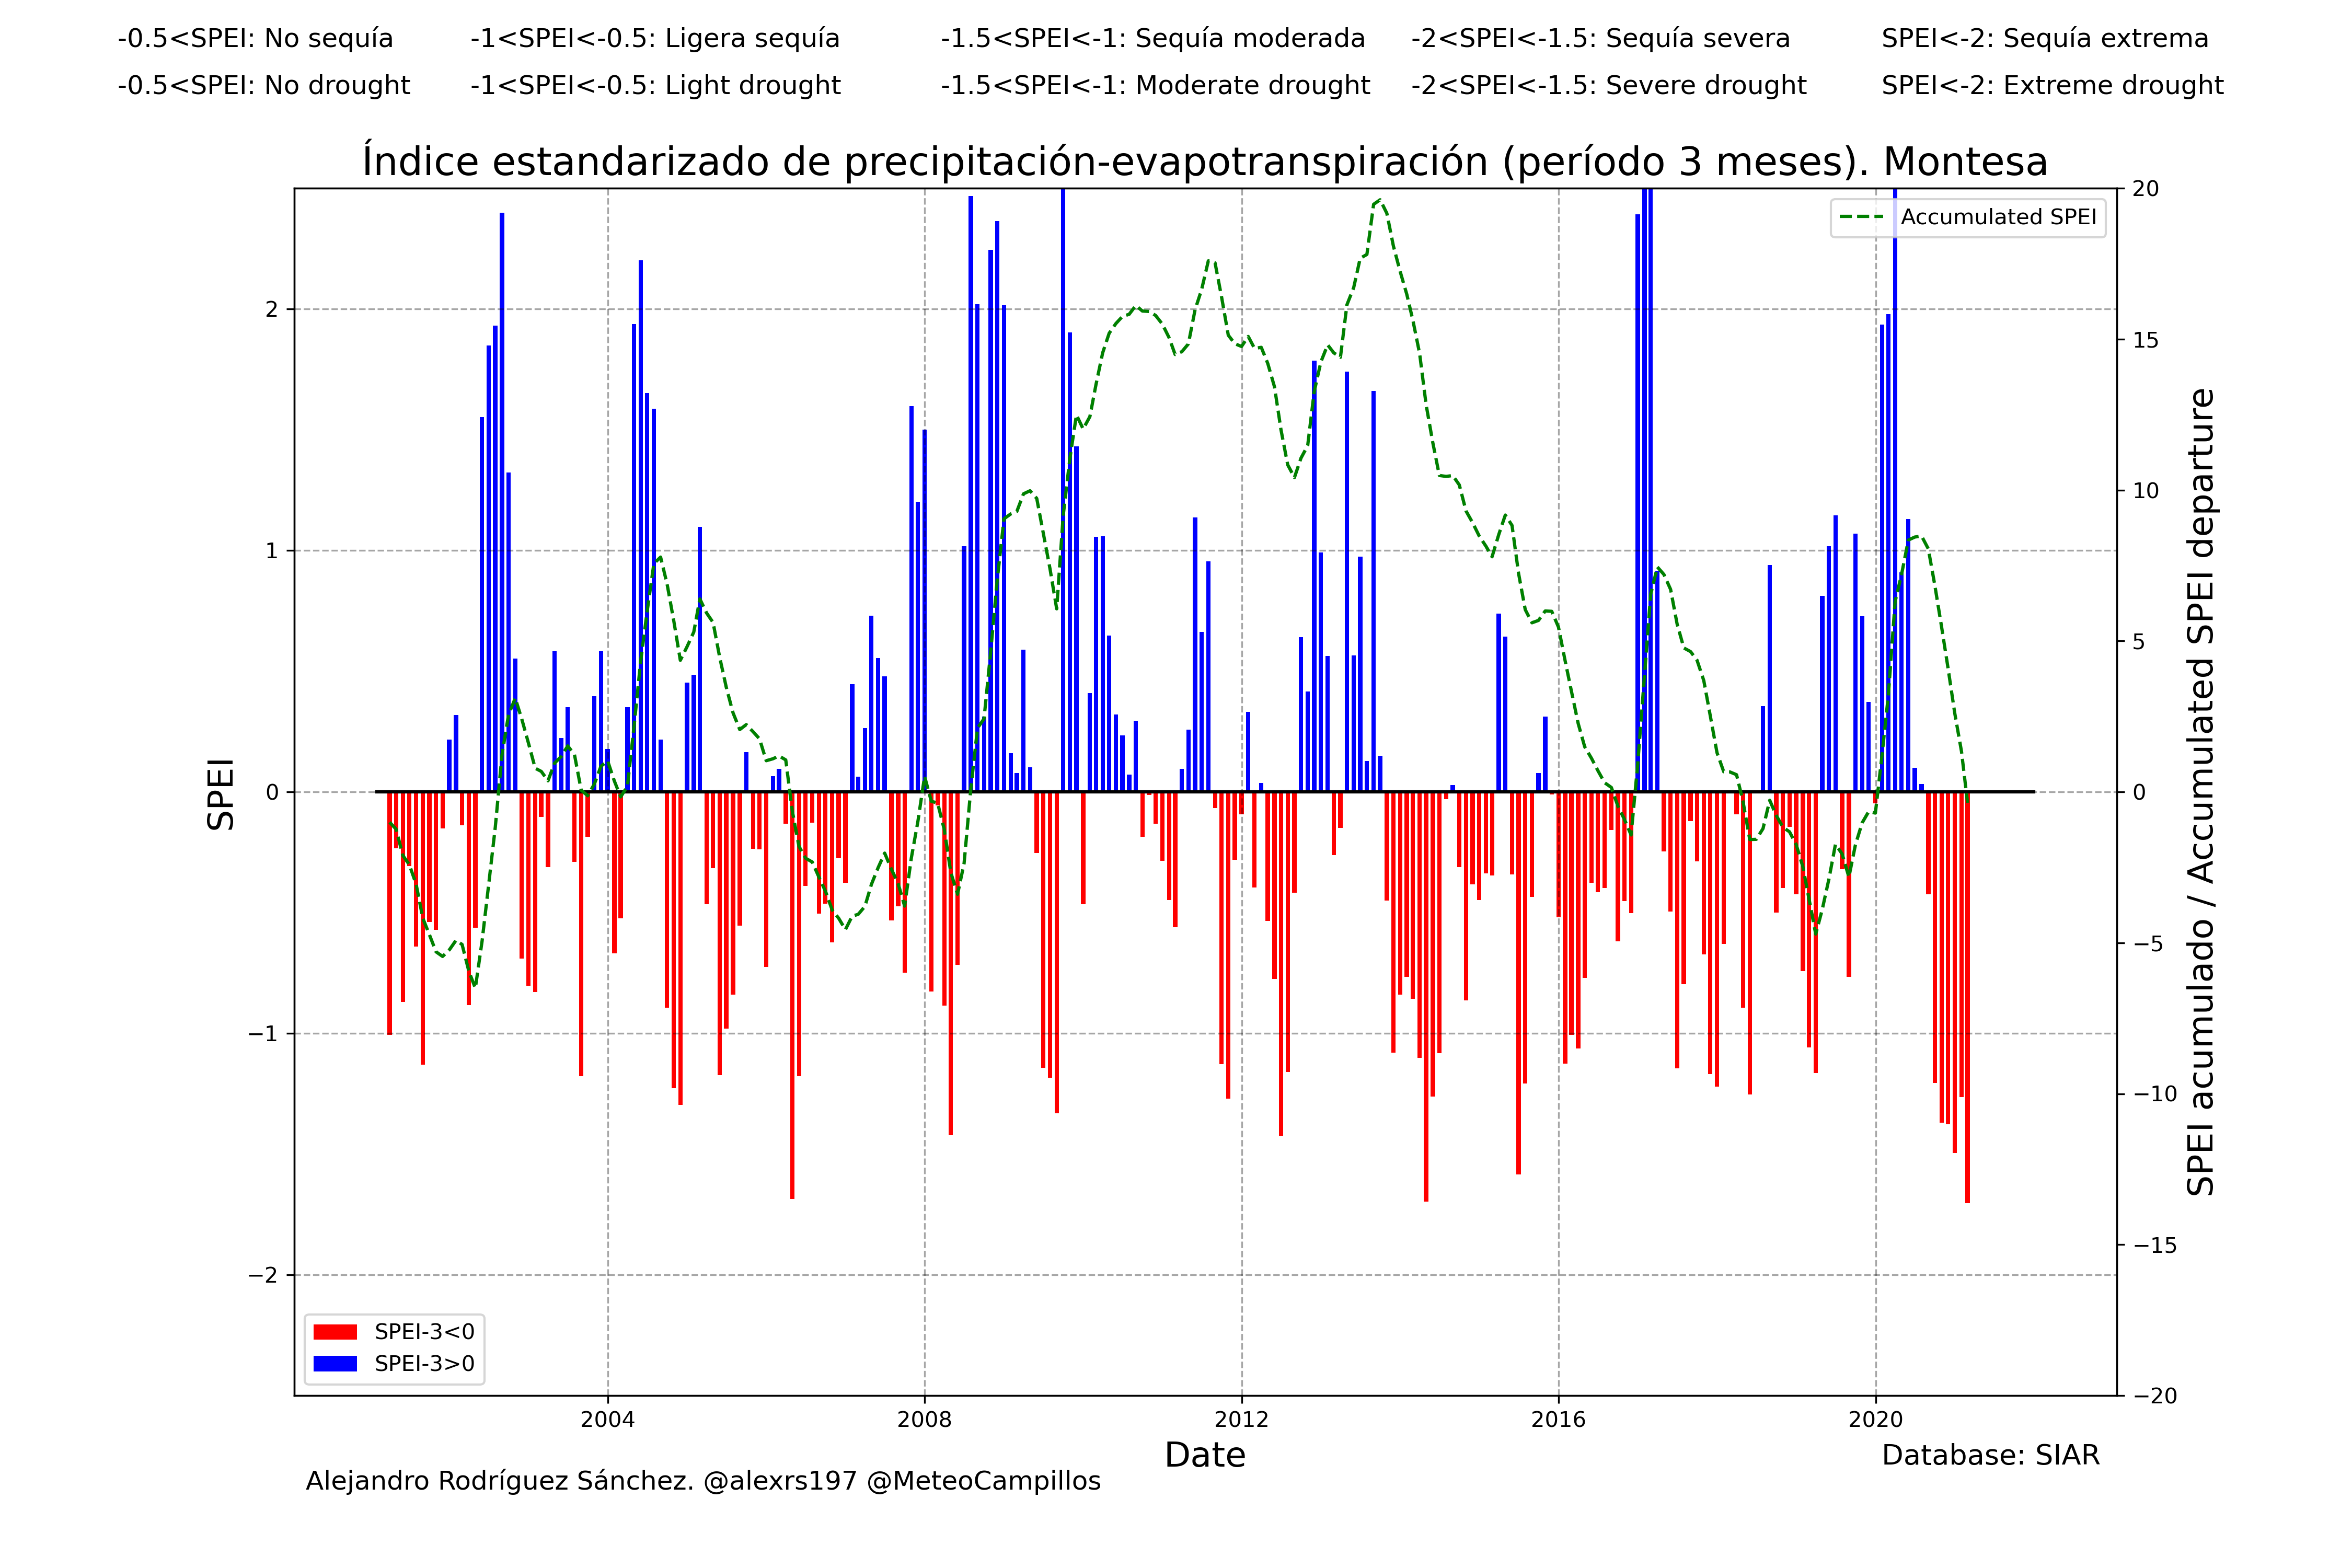 -0.5<SPEI: No sequía -1<SPEI<-0.5: Ligera sequía -1.5<SPEI<-1: Sequía moderada -2<SPEI<-1.5: Sequía severa SPEI<-2: Sequía extrema
-0.5<SPEI: No drought -1<SPEI<-0.5: Light drought -1.5<SPEI<-1: Moderate drought -2<SPEI<-1.5: Severe drought SPEI<-2: Extreme drought
Índice estandarizado de precipitación-evapotranspiración (período 3 meses). Montesa
Accumulated SPEI
SPEI
2
1
0
−1
−2
20
15
10
5
0
−5
−10
−15
−20
SPEI acumulado / Accumulated SPEI departure
SPEI-3<0
SPEI-3>0
2004 2008 2012 2016 2020
Date
Database: SIAR
Alejandro Rodríguez Sánchez. @alexrs197 @MeteoCampillos